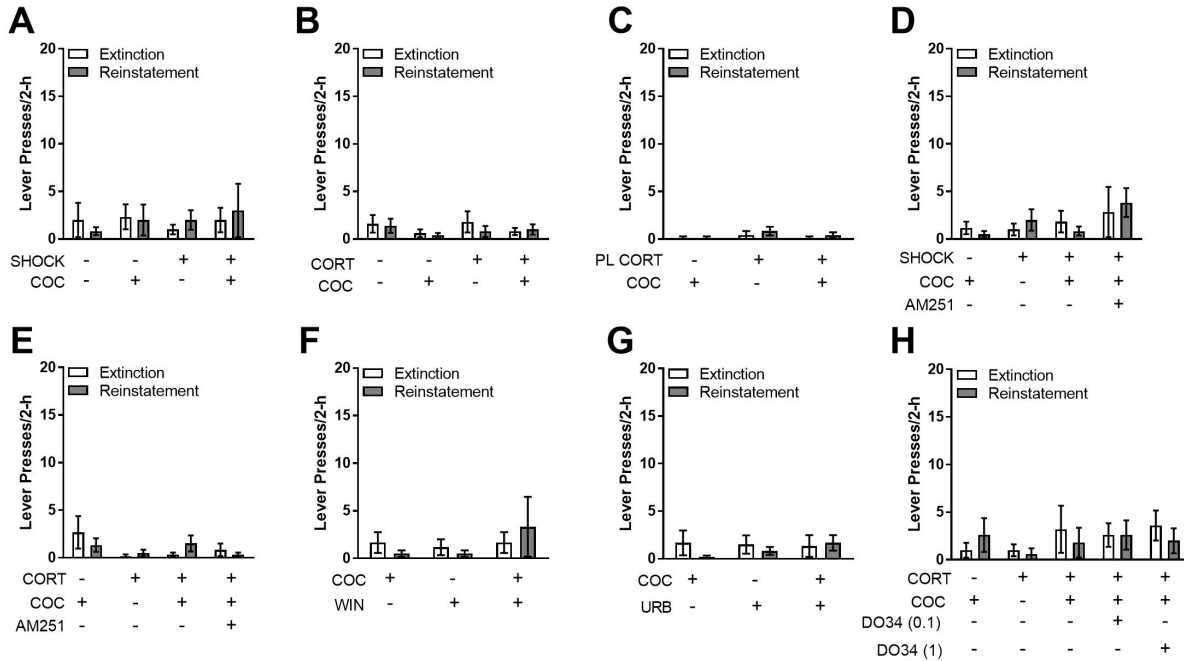 A
Lever Presses/2-h
20
15
10
5
0
Extinction
Reinstatement
SHOCK - - + +
COC - + - +
B
Lever Presses/2-h
20
15
10
5
0
Extinction
Reinstatement
CORT - - + +
COC - + - +
C
Lever Presses/2-h
20
15
10
5
0
Extinction
Reinstatement
PL CORT - + +
COC + - +
D
Lever Presses/2-h
20
15
10
5
0
Extinction
Reinstatement
SHOCK - + + +
COC + - + +
AM251 - - - +
E
Lever Presses/2-h
20
15
10
5
0
Extinction
Reinstatement
CORT - + + +
COC + - + +
AM251 - - - +
F
Lever Presses/2-h
20
15
10
5
0
Extinction
Reinstatement
COC + - +
WIN - + +
G
Lever Presses/2-h
20
15
10
5
0
Extinction
Reinstatement
COC + - +
URB - + +
H
Lever Presses/2-h
20
15
10
5
0
Extinction
Reinstatement
CORT - + + + +
COC + - + + +
DO34 (0.1) - - - + -
DO34 (1) - - - - +